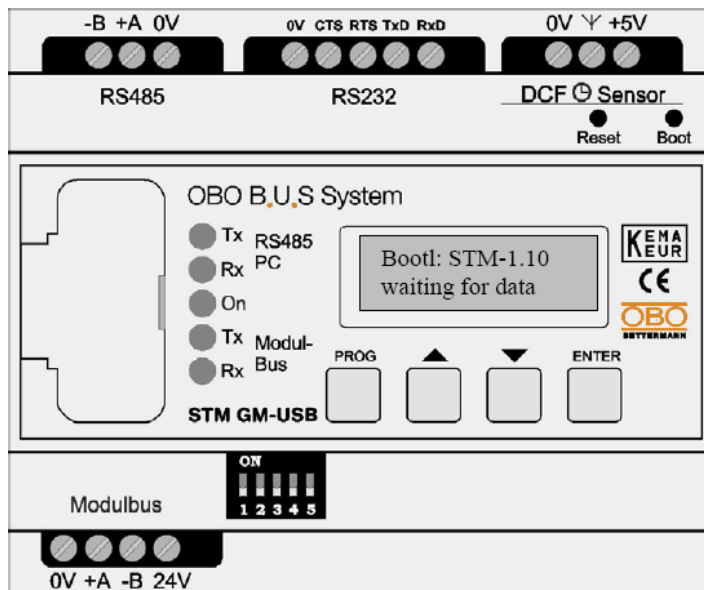 -B +A 0V
0V CTS RTS TxD RxD
0V +5V
RS485
RS232
DCF Sensor
Reset Boot
OBO B.U.S System
Tx
RS485
PC
Rx
On
Tx
Modul-
Bus
Rx
Bootl: STM-1.10
waiting for data
KEMA
KEUR
CE
OBO
BETTERMANN
PROG ▲ ▼ ENTER
STM GM-USB
ON
1 2 3 4 5
Modulbus
0V +A -B 24V